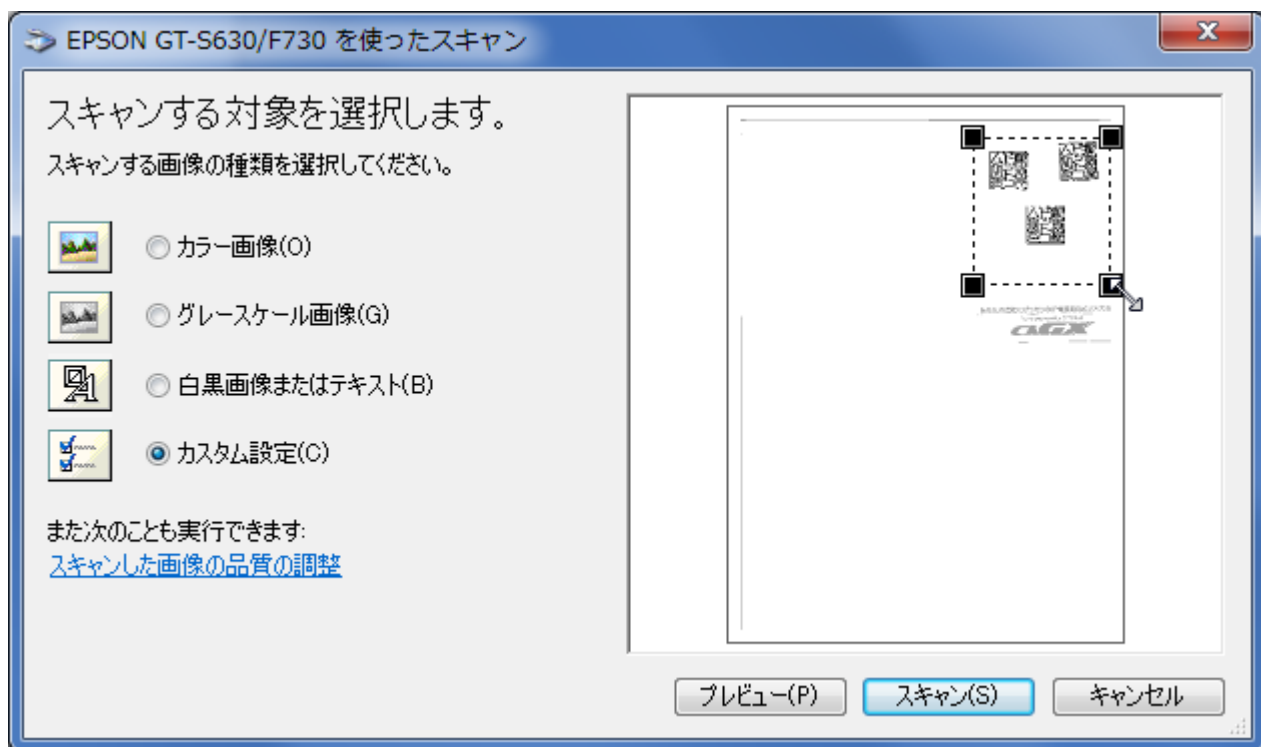 EPSON GT-S630/F730 を使ったスキャン
スキャンする対象を選択します。
スキャンする画像の種類を選択してください。
カラー画像(O)
グレースケール画像(G)
白黒画像またはテキスト(B)
カスタム設定(C)
また次のことも実行できます:
スキャンした画像の品質の調整
プレビュー(P)
スキャン(S)
キャンセル